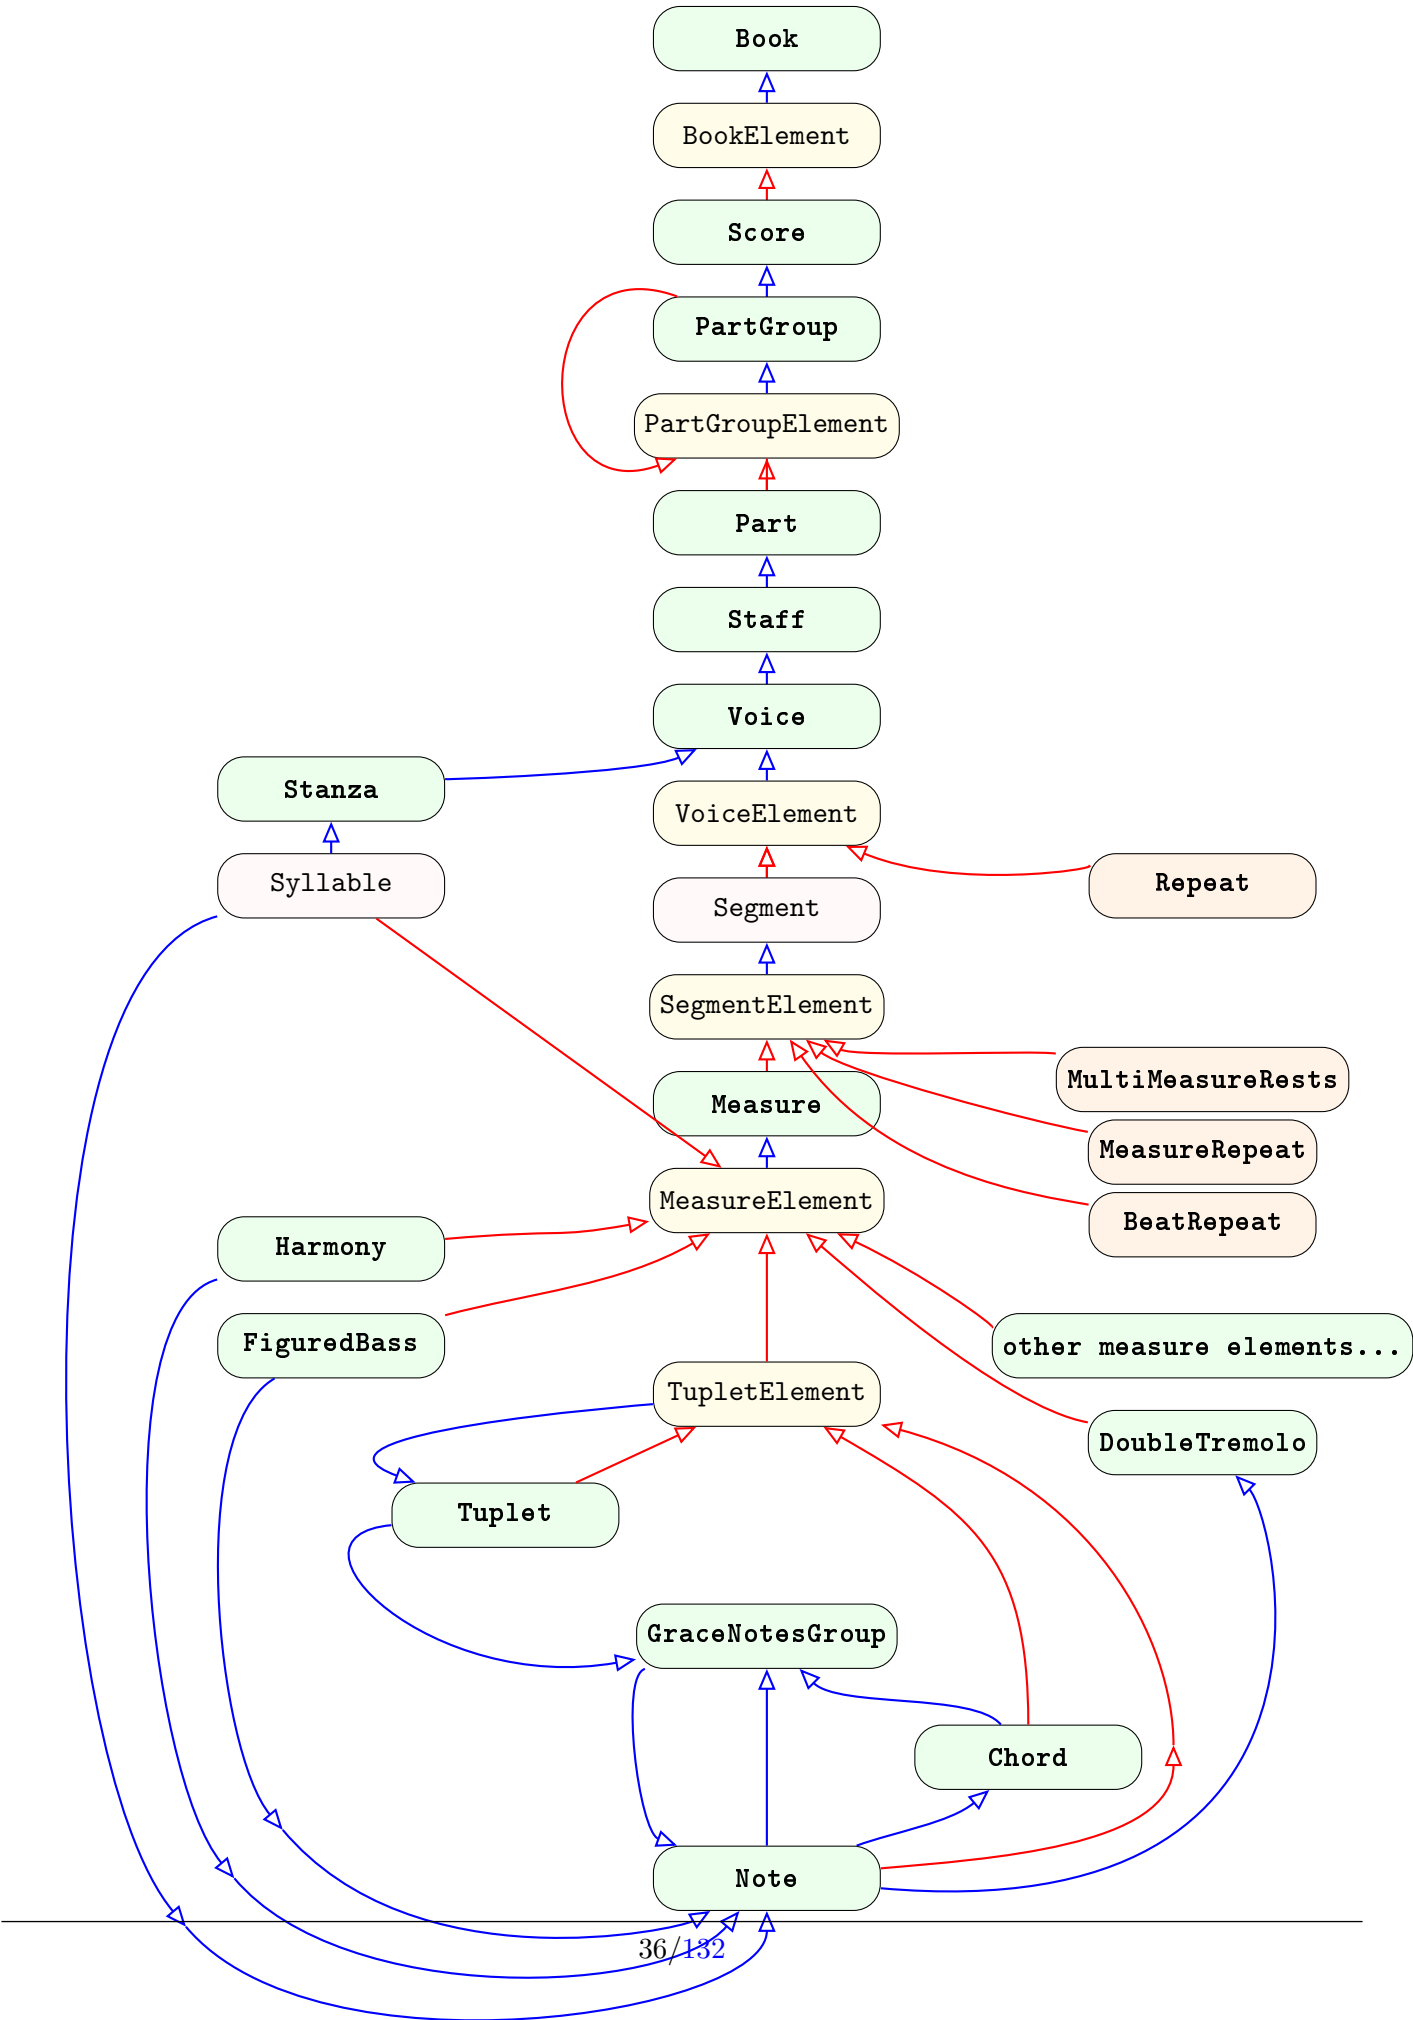 Book
BookElement
Score
PartGroup
PartGroupElement
Part
Staff
Voice
Stanza
VoiceElement
Syllable
Repeat
Segment
SegmentElement
MultiMeasureRests
Measure
MeasureRepeat
MeasureElement
BeatRepeat
Harmony
FiguredBass
other measure elements...
TupletElement
DoubleTremolo
Tuplet
GraceNotesGroup
Chord
Note
36/132